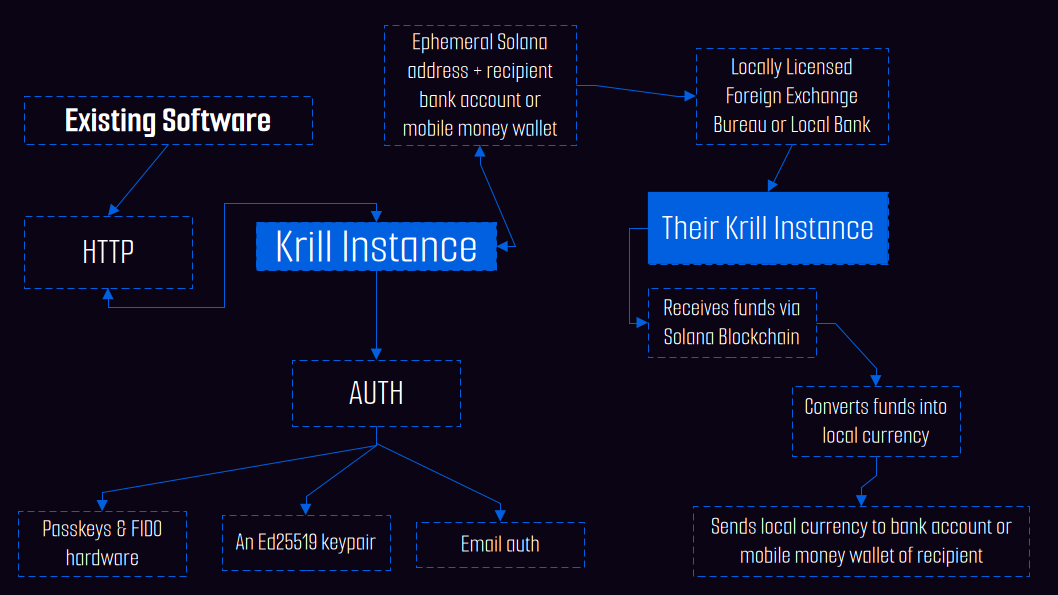 Existing Software
HTTP
Krill Instance
Ephemeral Solana
address + recipient
bank account or
mobile money wallet
Locally Licensed
Foreign Exchange
Bureau or Local Bank
Their Krill Instance
Receives funds via
Solana Blockchain
Converts funds into
local currency
Sends local currency to bank account or
mobile money wallet of recipient
AUTH
Passkeys & FIDO
hardware
An Ed25519 keypair
Email auth